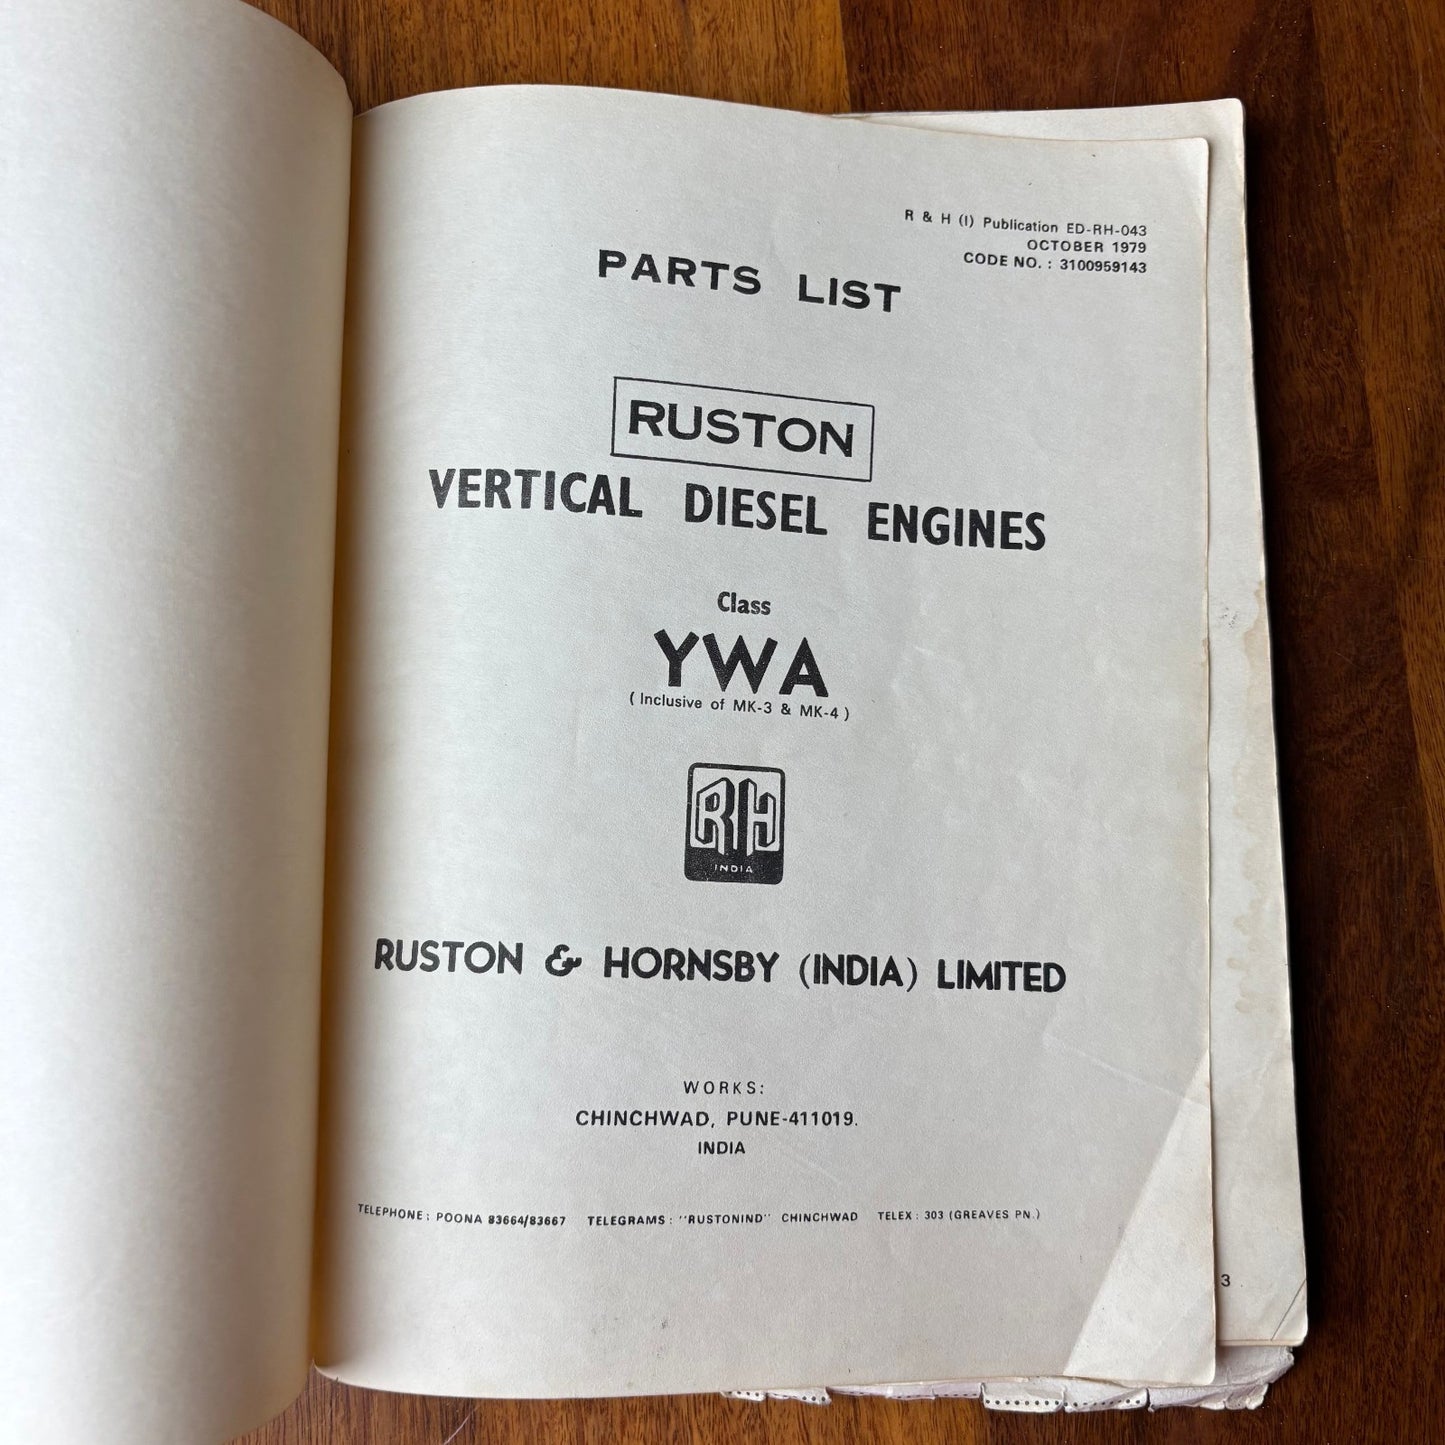 R & H (I) Publication ED-RH-043
OCTOBER 1979
CODE NO. : 3100959143
PARTS LIST
RUSTON
VERTICAL DIESEL ENGINES
Class
YWA
( Inclusive of MK-3 & MK-4 )
RH
INDIA
RUSTON & HORNSBY (INDIA) LIMITED
WORKS:
CHINCHWAD, PUNE-411019.
INDIA
TELEPHONE : POONA 83664/83667 TELEGRAMS : "RUSTONIND" CHINCHWAD TELEX : 303 (GREAVES PN.)
3